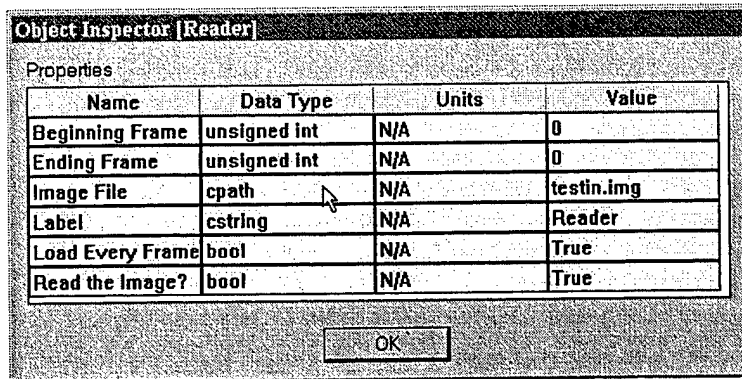 Object Inspector [Reader]
Properties
Name Data Type Units Value
Beginning Frame unsigned int N/A 0
Ending Frame unsigned int N/A 0
Image File cpath N/A testin.img
Label cstring N/A Reader
Load Every Frame bool N/A True
Read the Image? bool N/A True
OK